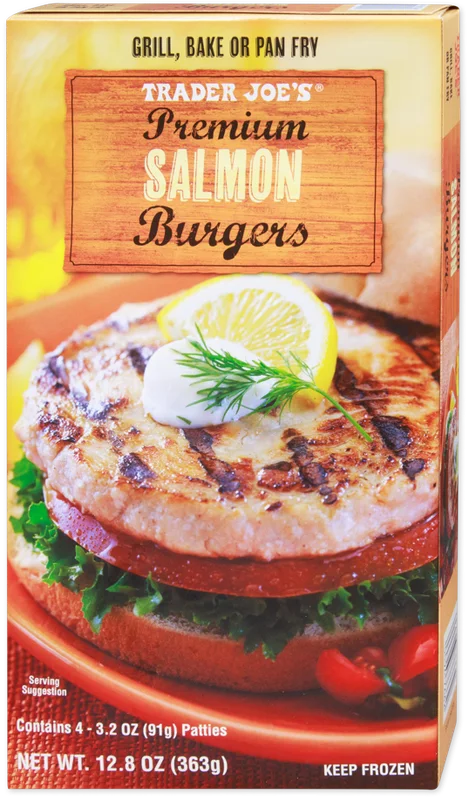 GRILL, BAKE OR PAN FRY
TRADER JOE'S®
Premium
SALMON
Burgers
Serving
Suggestion
Contains 4 - 3.2 OZ (91g) Patties
NET WT. 12.8 OZ (363g)
KEEP FROZEN